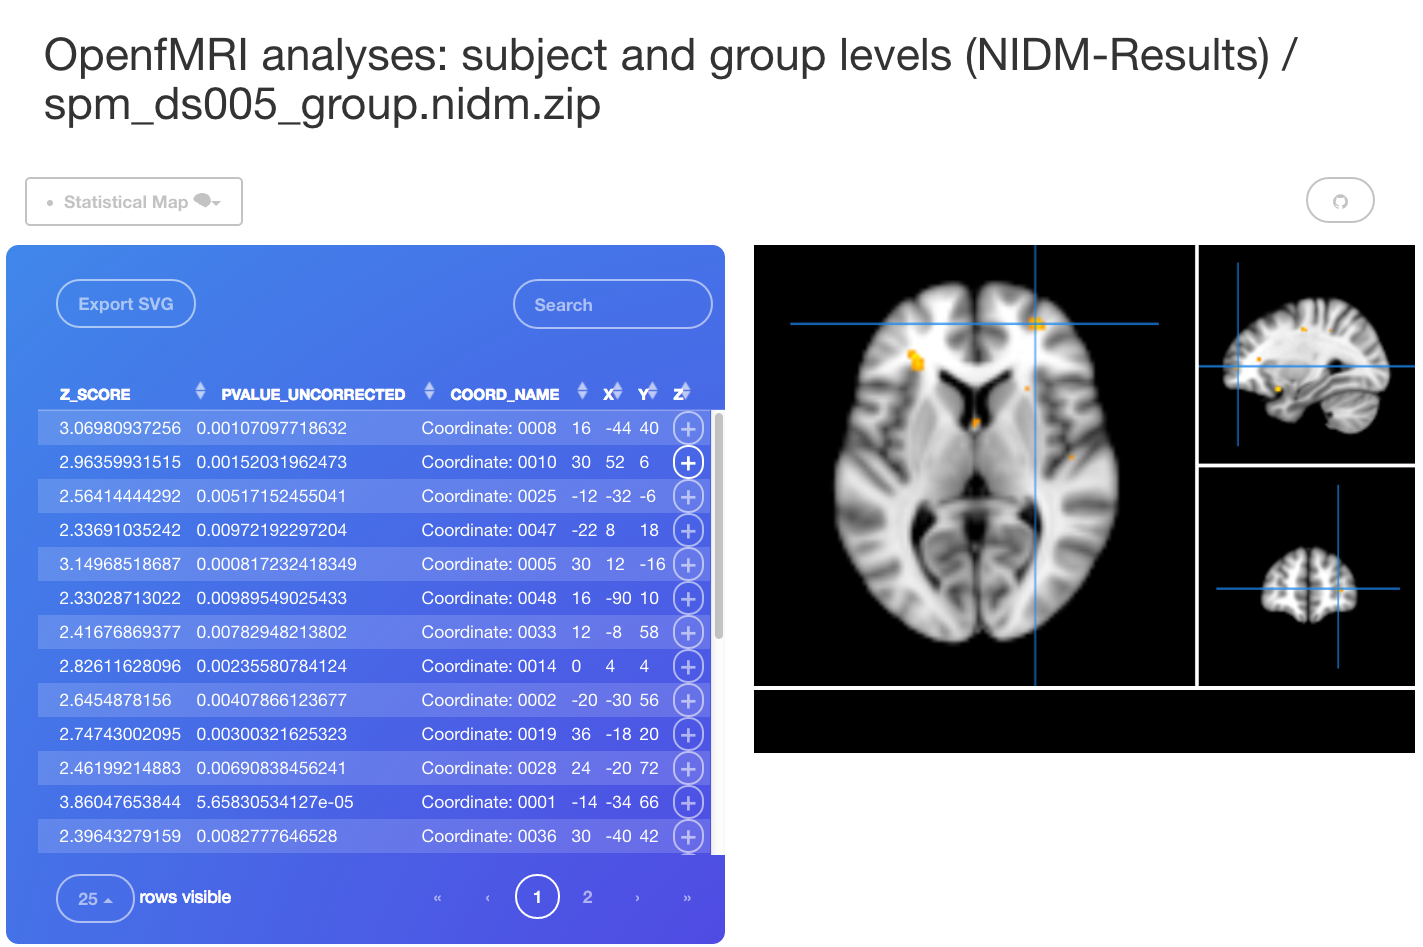 OpenfMRI analyses: subject and group levels (NIDM-Results) /
spm_ds005_group.nidm.zip
Statistical Map
Export SVG
Search
Z_SCORE PVALUE_UNCORRECTED COORD_NAME X Y Z
3.06980937256 0.00107097718632 Coordinate: 0008 16 -44 40
2.96359931515 0.00152031962473 Coordinate: 0010 30 52 6
2.56414444292 0.00517152455041 Coordinate: 0025 -12 -32 -6
2.33691035242 0.00972192297204 Coordinate: 0047 -22 8 18
3.14968518687 0.000817232418349 Coordinate: 0005 30 12 -16
2.33028713022 0.00989549025433 Coordinate: 0048 16 -90 10
2.41676869377 0.00782948213802 Coordinate: 0033 12 -8 58
2.82611628096 0.00235580784124 Coordinate: 0014 0 4 4
2.6454878156 0.00407866123677 Coordinate: 0002 -20 -30 56
2.74743002095 0.00300321625323 Coordinate: 0019 36 -18 20
2.46199214883 0.00690838456241 Coordinate: 0028 24 -20 72
3.86047653844 5.65830534127e-05 Coordinate: 0001 -14 -34 66
2.39643279159 0.0082777646528 Coordinate: 0036 30 -40 42
25 rows visible « ‹ 1 2 › »